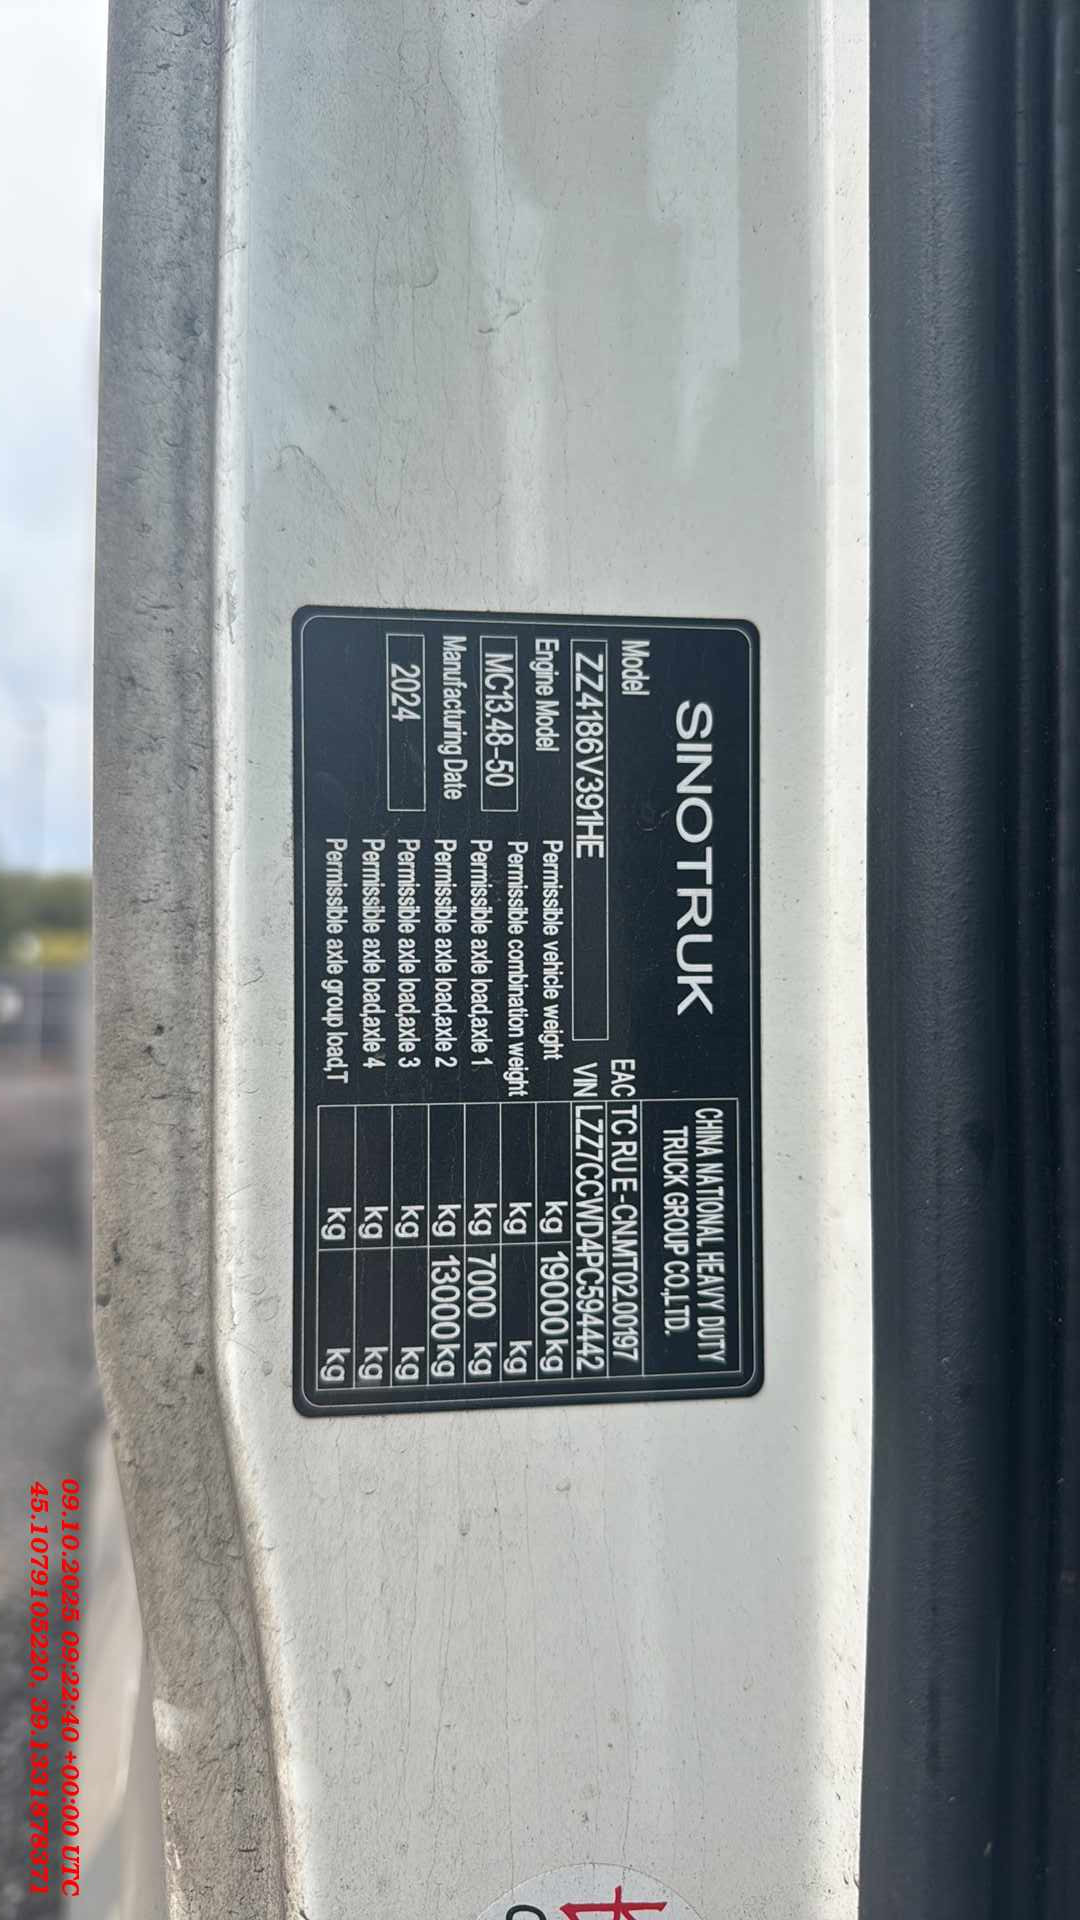 SINOTRUK
CHINA NATIONAL HEAVY DUTY
TRUCK GROUP CO.,LTD.
Model
EAC TC RU E-CN.MT02.00197
ZZ4186V391HE
VIN LZZ7CCWD4PC594442
Engine Model
MC13.48-50
Manufacturing Date
2024
Permissible vehicle weight kg 19000 kg
Permissible combination weight kg kg
Permissible axle load,axle 1 kg 7000 kg
Permissible axle load,axle 2 kg 13000 kg
Permissible axle load,axle 3 kg kg
Permissible axle load,axle 4 kg kg
Permissible axle group load,T kg kg
09.10.2025 09:22:40 +00:00 UTC
45.1079105220, 39.1331878371